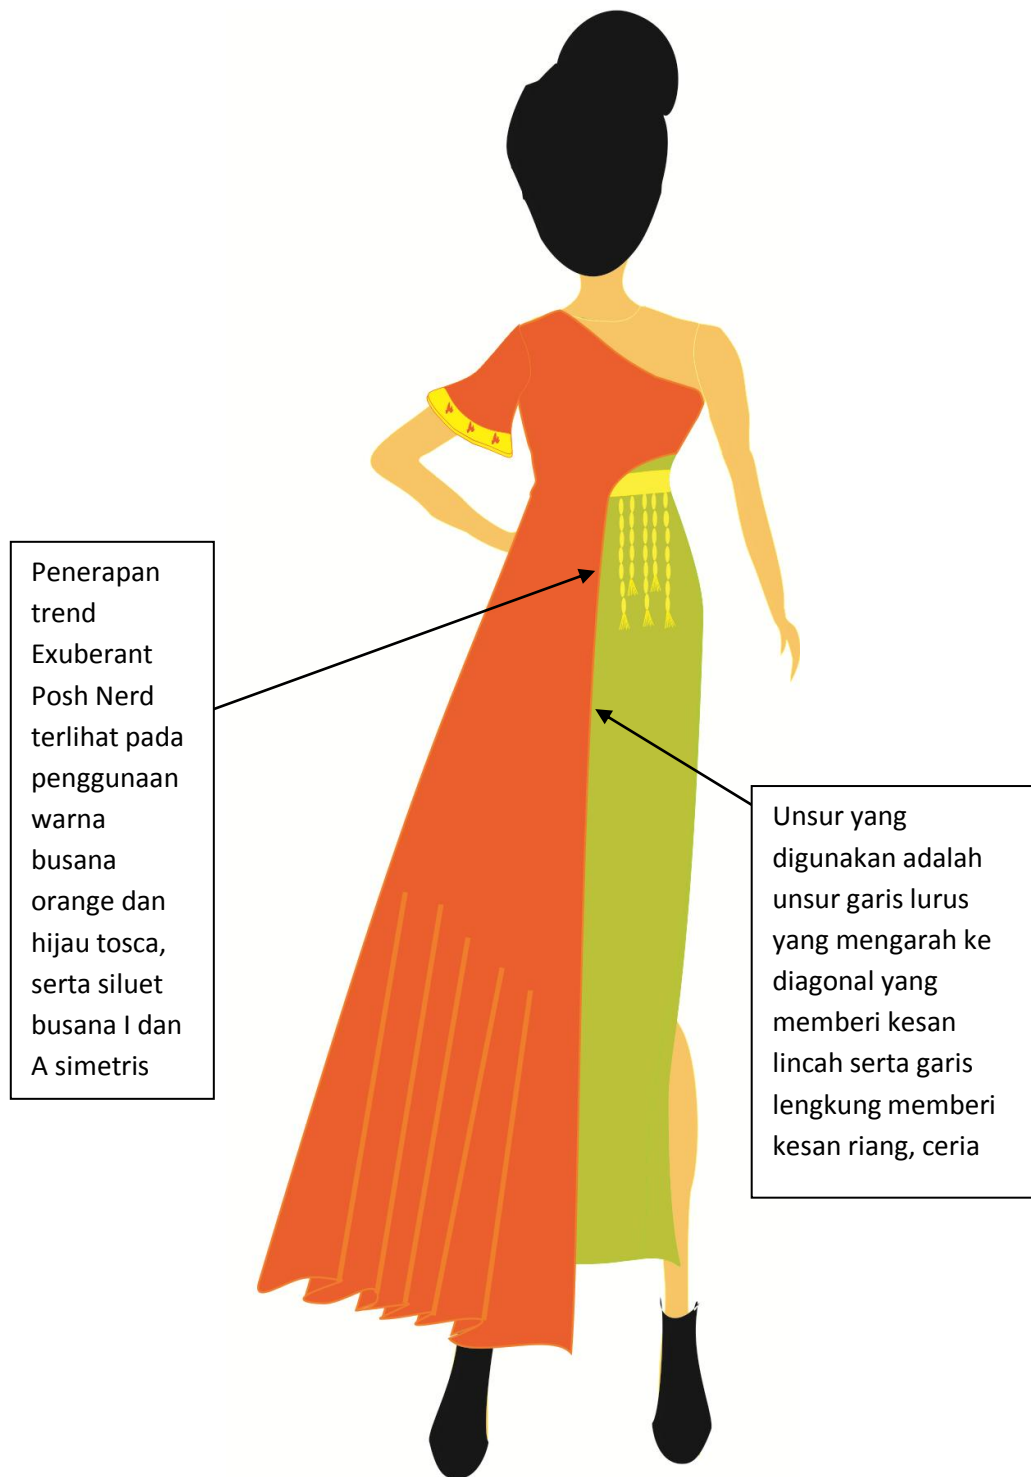 Penerapan
trend
Exuberant
Posh Nerd
terlihat pada
penggunaan
warna
busana
orange dan
hijau tosca,
serta siluet
busana I dan
A simetris
Unsur yang
digunakan adalah
unsur garis lurus
yang mengarah ke
diagonal yang
memberi kesan
lincah serta garis
lengkung memberi
kesan riang, ceria